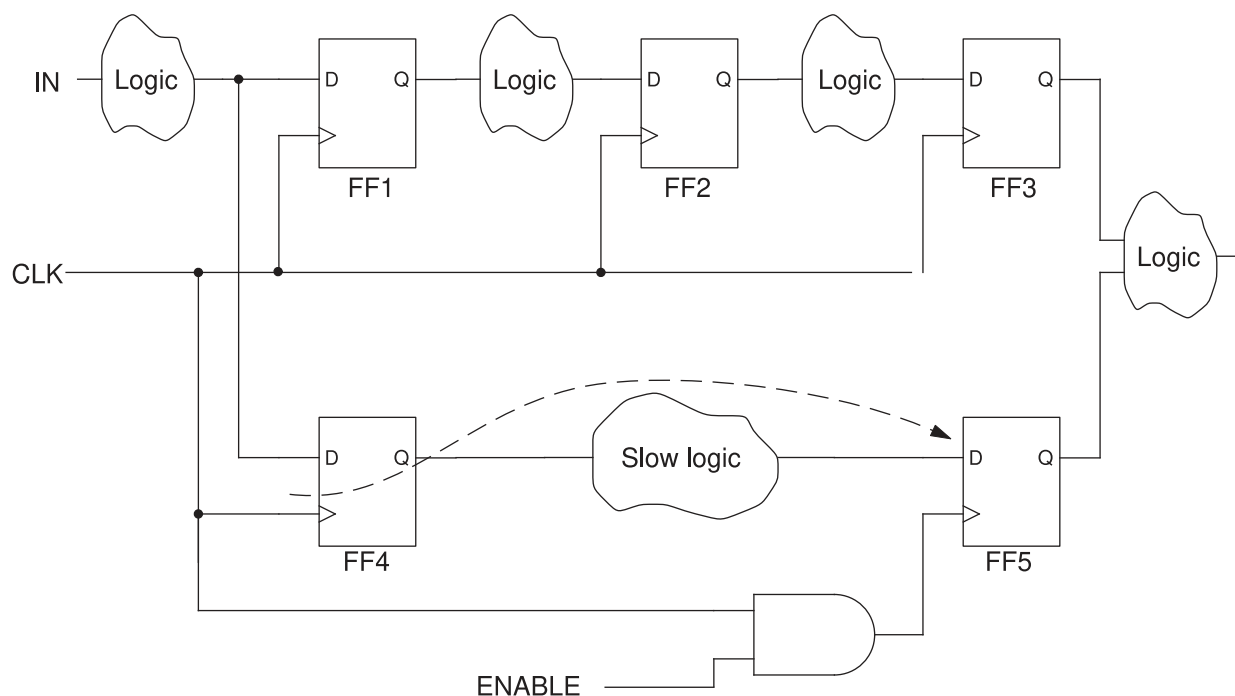 IN
Logic
D
Q
FF1
Logic
D
Q
FF2
Logic
D
Q
FF3
CLK
Logic
D
Q
FF4
Slow logic
D
Q
FF5
ENABLE